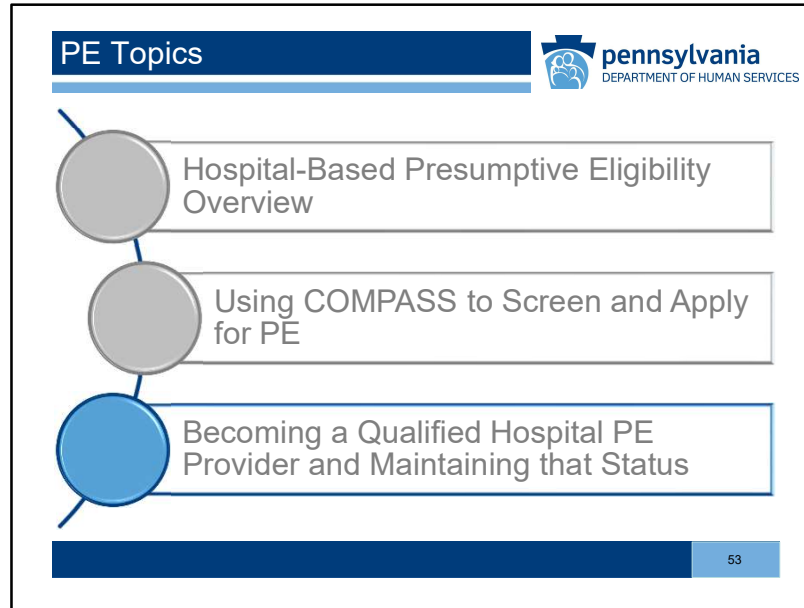 PE Topics
pennsylvania
DEPARTMENT OF HUMAN SERVICES
Hospital-Based Presumptive Eligibility
Overview
Using COMPASS to Screen and Apply
for PE
Becoming a Qualified Hospital PE
Provider and Maintaining that Status
53